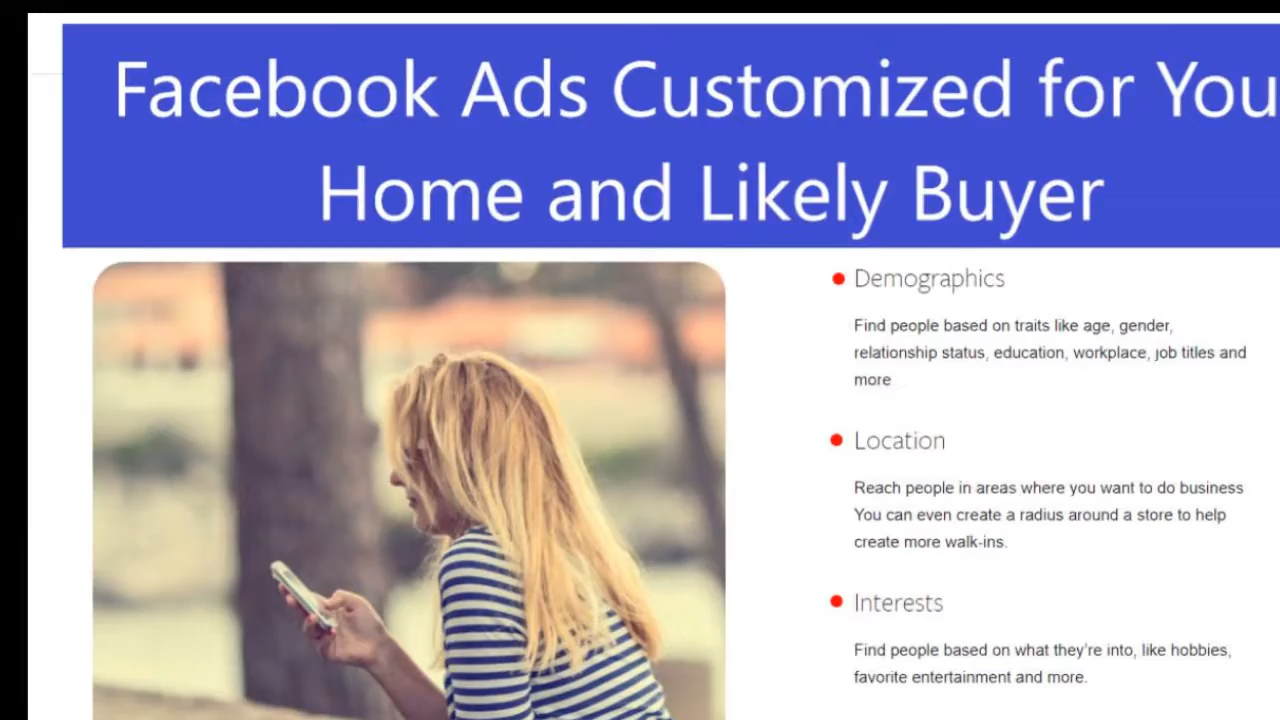 Facebook Ads Customized for You
Home and Likely Buyer
Demographics
Find people based on traits like age, gender,
relationship status, education, workplace, job titles and
more
Location
Reach people in areas where you want to do business
You can even create a radius around a store to help
create more walk-ins.
Interests
Find people based on what they're into, like hobbies,
favorite entertainment and more.